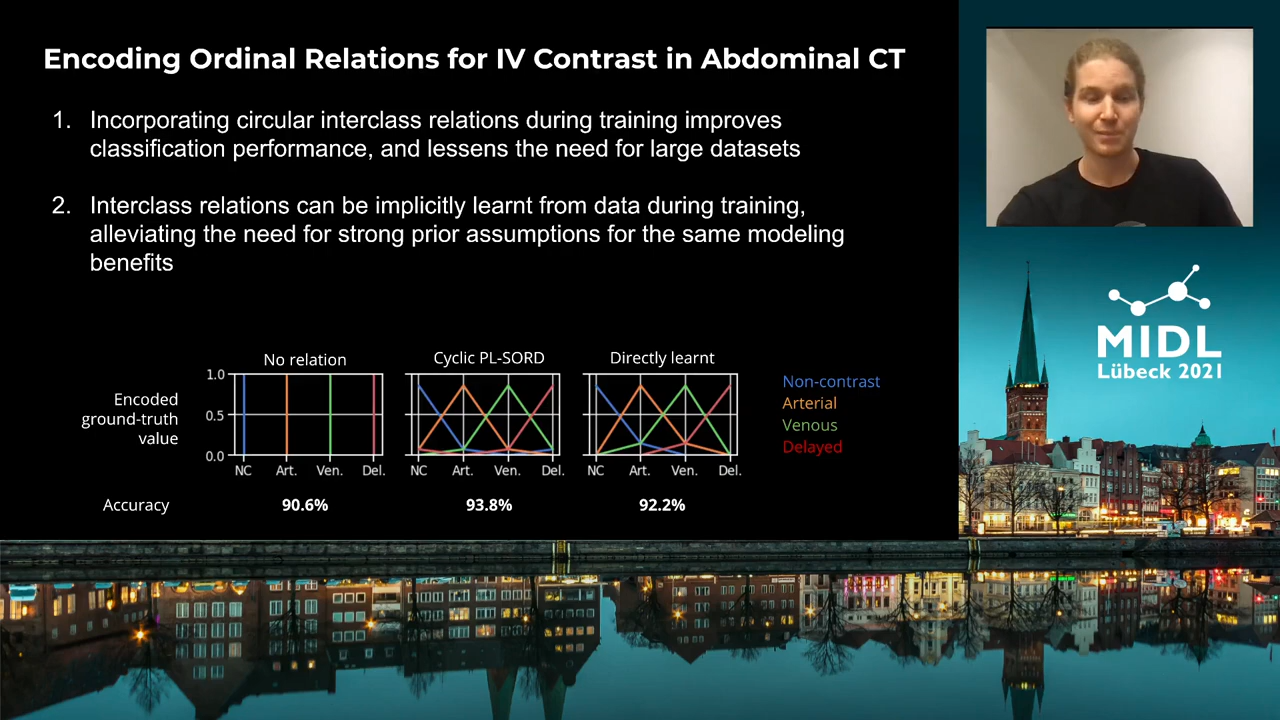 Encoding Ordinal Relations for IV Contrast in Abdominal CT
1. Incorporating circular interclass relations during training improves
classification performance, and lessens the need for large datasets
2. Interclass relations can be implicitly learnt from data during training,
alleviating the need for strong prior assumptions for the same modeling
benefits
No relation
Cyclic PL-SORD
Directly learnt
Encoded
ground-truth
value
1.0
0.5
0.0
NC Art. Ven. Del.
NC Art. Ven. Del.
NC Art. Ven. Del.
Non-contrast
Arterial
Venous
Delayed
Accuracy 90.6% 93.8% 92.2%
MIDL
Lübeck 2021